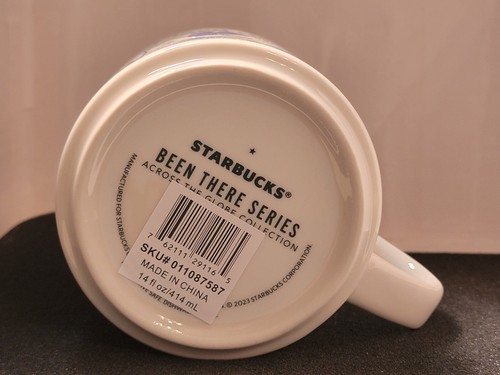 ★
STARBUCKS®
BEEN THERE SERIES
ACROSS THE GLOBE COLLECTION
MANUFACTURED FOR STARBUCKS
7 62111 29116 5
SKU# 011087587
MADE IN CHINA
14 fl oz/414 mL
SAFE.
© 2023 STARBUCKS CORPORATION